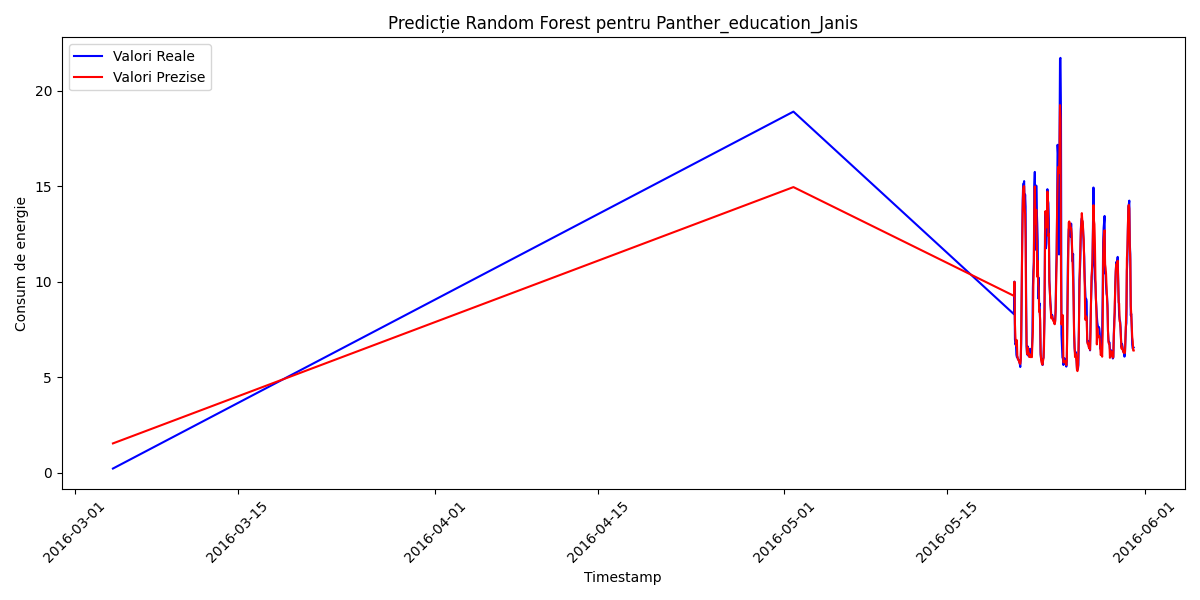 Predicție Random Forest pentru Panther_education_Janis
Valori Reale
Valori Prezise
Consum de energie
20
15
10
5
0
2016-03-01
2016-03-15
2016-04-01
2016-04-15
2016-05-01
2016-05-15
2016-06-01
Timestamp